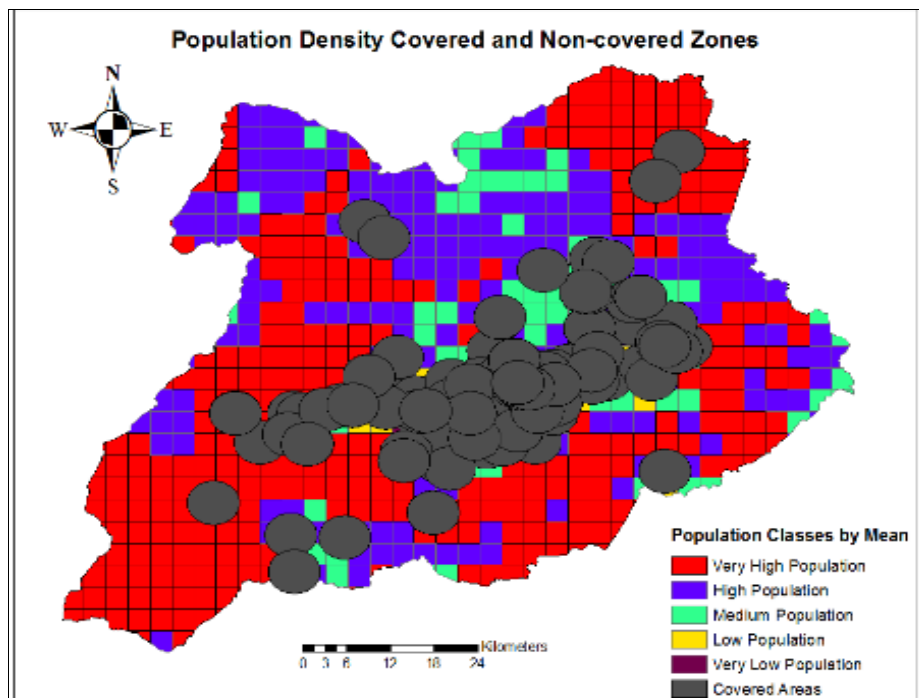 Population Density Covered and Non-covered Zones
N
W E
S
Population Classes by Mean
Very High Population
High Population
Medium Population
Low Population
Very Low Population
Covered Areas
Kilometers
0 3 6 12 18 24